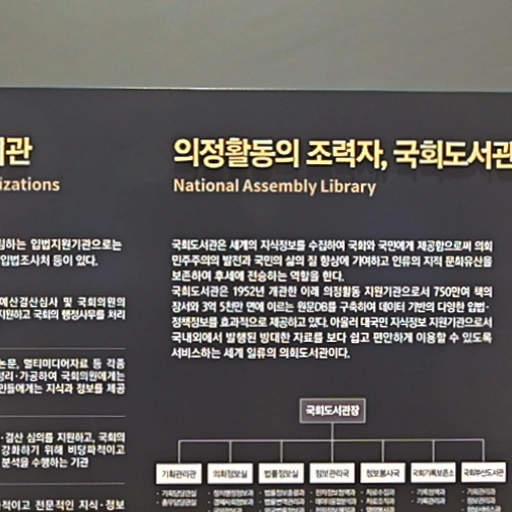 의정활동의 조력자, 국회도서관
National Assembly Library
국회도서관은 세계의 지식정보를 수집하여 국회와 국민에게 제공함으로써 의회
민주주의의 발전과 국민의 삶의 질 향상에 기여하고 인류의 지적 문화유산을
보존하여 후세에 전승하는 역할을 한다.
국회도서관은 1952년 개관한 이래 의정활동 지원기관으로서 750만여 책의
장서와 3억 5천만 면에 이르는 원문DB를 구축하여 데이터 기반의 다양한 입법·
정책정보를 효과적으로 제공하고 있다. 아울러 대국민 지식정보 지원기관으로서
국내외에서 발행된 방대한 자료를 보다 쉽고 편안하게 이용할 수 있도록
서비스하는 세계 일류의 의회도서관이다.
국회도서관장
기획관리관 의회정보실 법률정보실 정보관리국 정보봉사국 국회기록보존소 국회부산도서관
관
izations
하는 입법지원기관으로는
입법조사처 등이 있다.
예산결산심사 및 국회의원의
지원하고 국회의 행정사무를 처리
논문, 멀티미디어자료 등 각종
정리·가공하여 국회의원에게는
민들에게는 지식과 정보를 제공
·결산 심의를 지원하고, 국회의
강화하기 위해 비당파적이고
분석을 수행하는 기관
적이고 전문적인 지식·정보